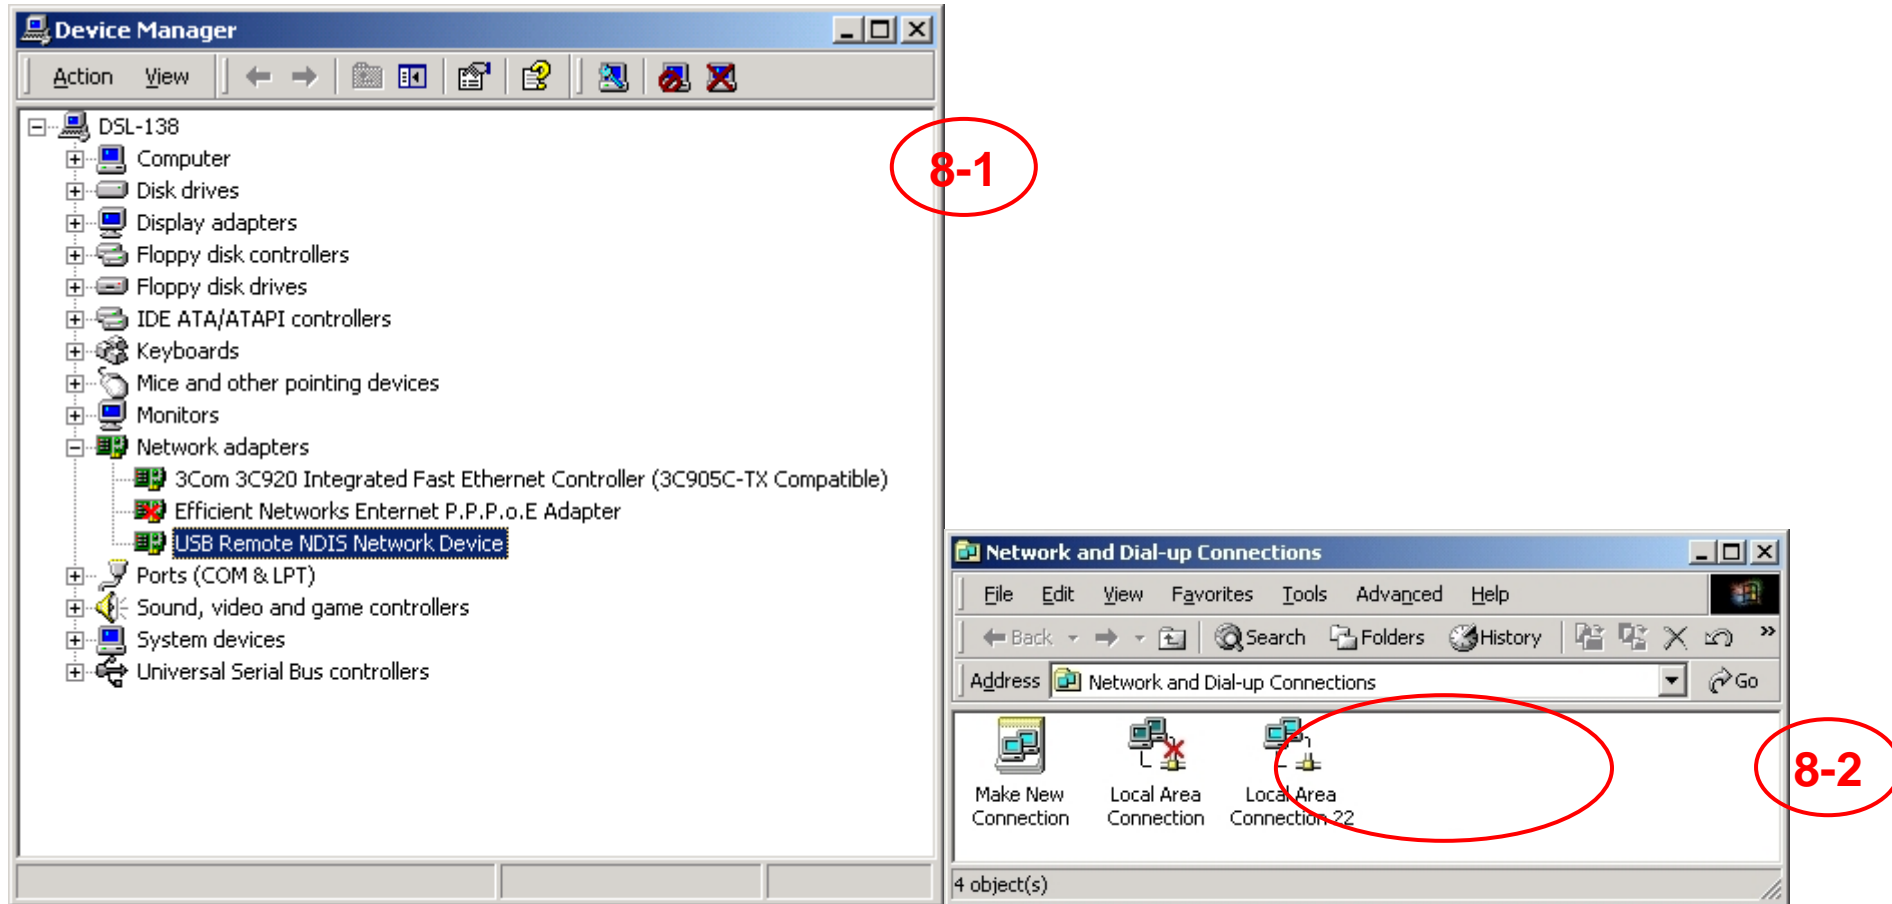 Device Manager
Action View
DSL-138
Computer
Disk drives
Display adapters
Floppy disk controllers
Floppy disk drives
IDE ATA/ATAPI controllers
Keyboards
Mice and other pointing devices
Monitors
Network adapters
3Com 3C920 Integrated Fast Ethernet Controller (3C905C-TX Compatible)
Efficient Networks Enternet P.P.P.o.E Adapter
USB Remote NDIS Network Device
Ports (COM & LPT)
Sound, video and game controllers
System devices
Universal Serial Bus controllers
8-1
Network and Dial-up Connections
File Edit View Favorites Tools Advanced Help
Back Search Folders History »
Address Network and Dial-up Connections Go
Make New Connection
Local Area Connection
Local Area Connection 22
4 object(s)
8-2